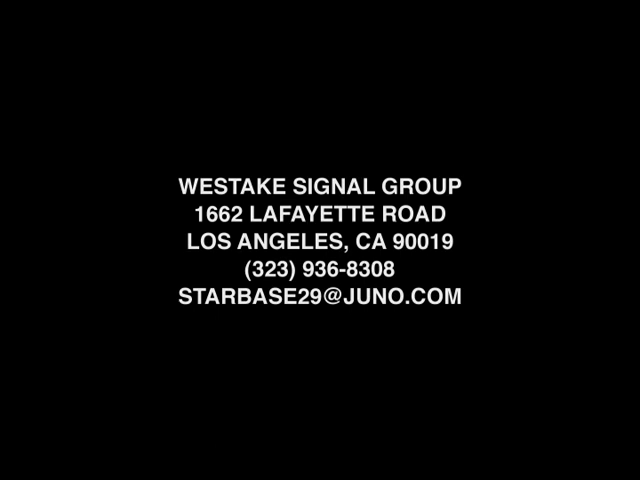 WESTAKE SIGNAL GROUP
1662 LAFAYETTE ROAD
LOS ANGELES, CA 90019
(323) 936-8308
STARBASE29@JUNO.COM